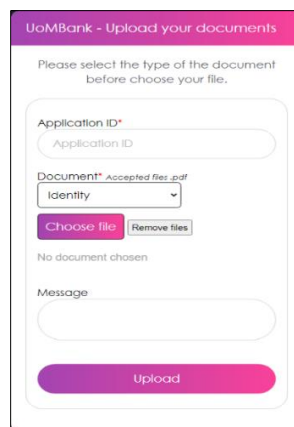 UoMBank - Upload your documents
Please select the type of the document
before choose your file.
Application ID*
Application ID
Document* Accepted files .pdf
Identity
Choose file Remove files
No document chosen
Message
Upload